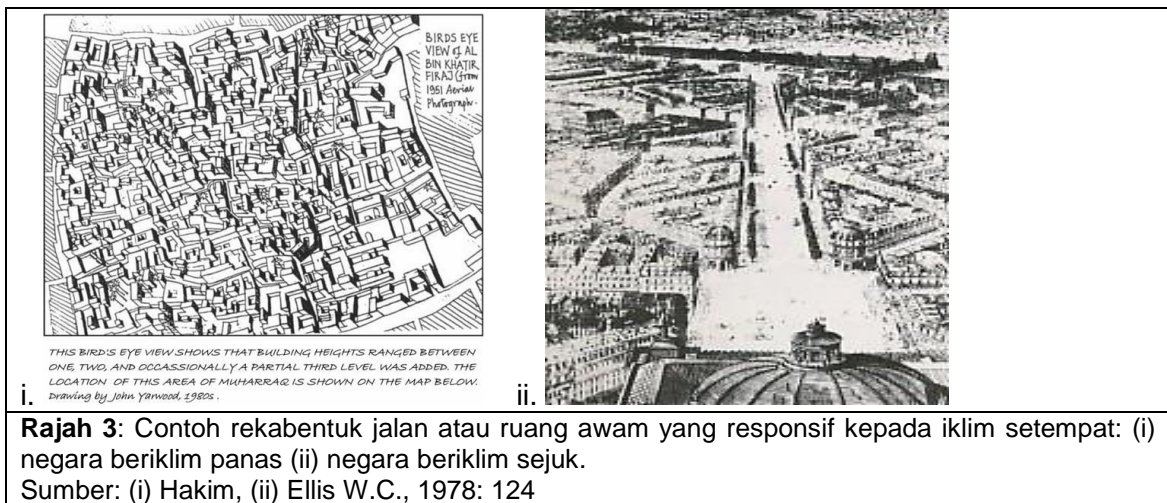 BIRDS EYE
VIEW of AL
BIN KHATIR
FIRAJ (from
1951 Aerial
Photograph.
THIS BIRD'S EYE VIEW SHOWS THAT BUILDING HEIGHTS RANGED BETWEEN
ONE, TWO, AND OCCASSIONALLY A PARTIAL THIRD LEVEL WAS ADDED. THE
LOCATION OF THIS AREA OF MUHARRAQ IS SHOWN ON THE MAP BELOW.
Drawing by John Yarwood, 1980s.
i.
ii.
Rajah 3: Contoh rekabentuk jalan atau ruang awam yang responsif kepada iklim setempat: (i)
negara beriklim panas (ii) negara beriklim sejuk.
Sumber: (i) Hakim, (ii) Ellis W.C., 1978: 124